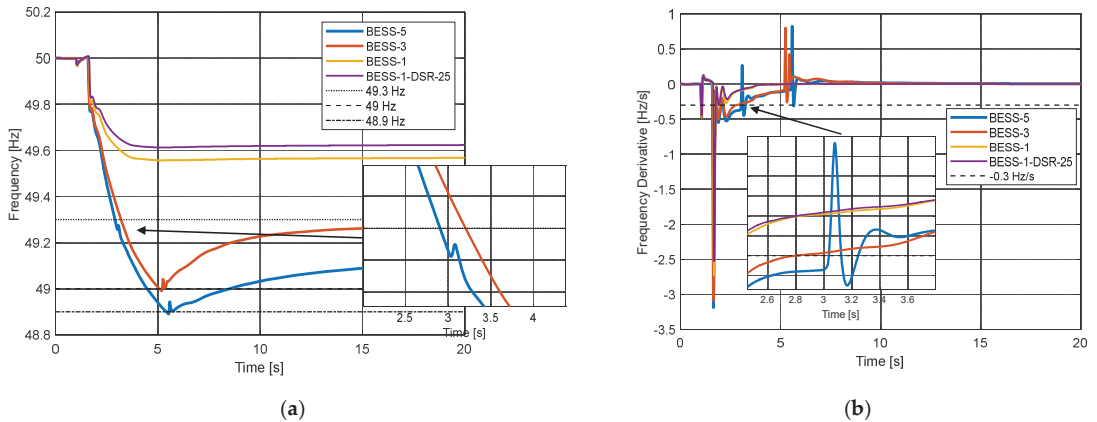 50.2
50
49.8
49.6
49.4
49.2
49
48.8
Frequency [Hz]
BESS-5
BESS-3
BESS-1
BESS-1-DSR-25
49.3 Hz
49 Hz
48.9 Hz
2.5 3 3.5 4
Time [s]
0 5 10 15 20
Time [s]
(a)
1
0.5
0
-0.5
-1
-1.5
-2
-2.5
-3
-3.5
Frequency Derivative [Hz/s]
BESS-5
BESS-3
BESS-1
BESS-1-DSR-25
-0.3 Hz/s
2.6 2.8 3 3.2 3.4 3.6
Time [s]
0 5 10 15 20
Time [s]
(b)